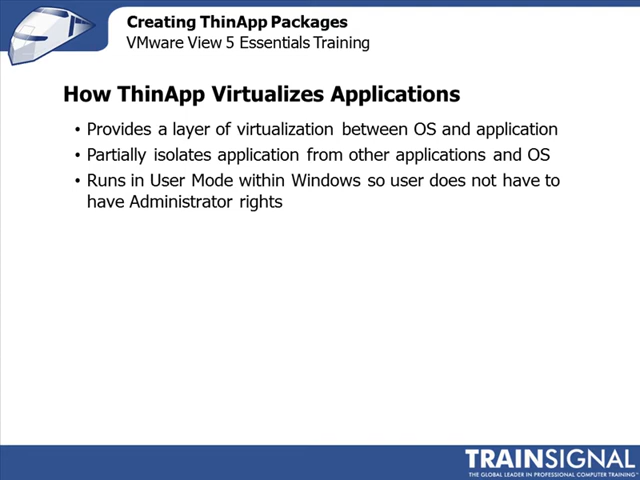 Creating ThinApp Packages
VMware View 5 Essentials Training
How ThinApp Virtualizes Applications
• Provides a layer of virtualization between OS and application
• Partially isolates application from other applications and OS
• Runs in User Mode within Windows so user does not have to
have Administrator rights
TRAINSIGNAL
THE GLOBAL LEADER IN PROFESSIONAL COMPUTER TRAINING™